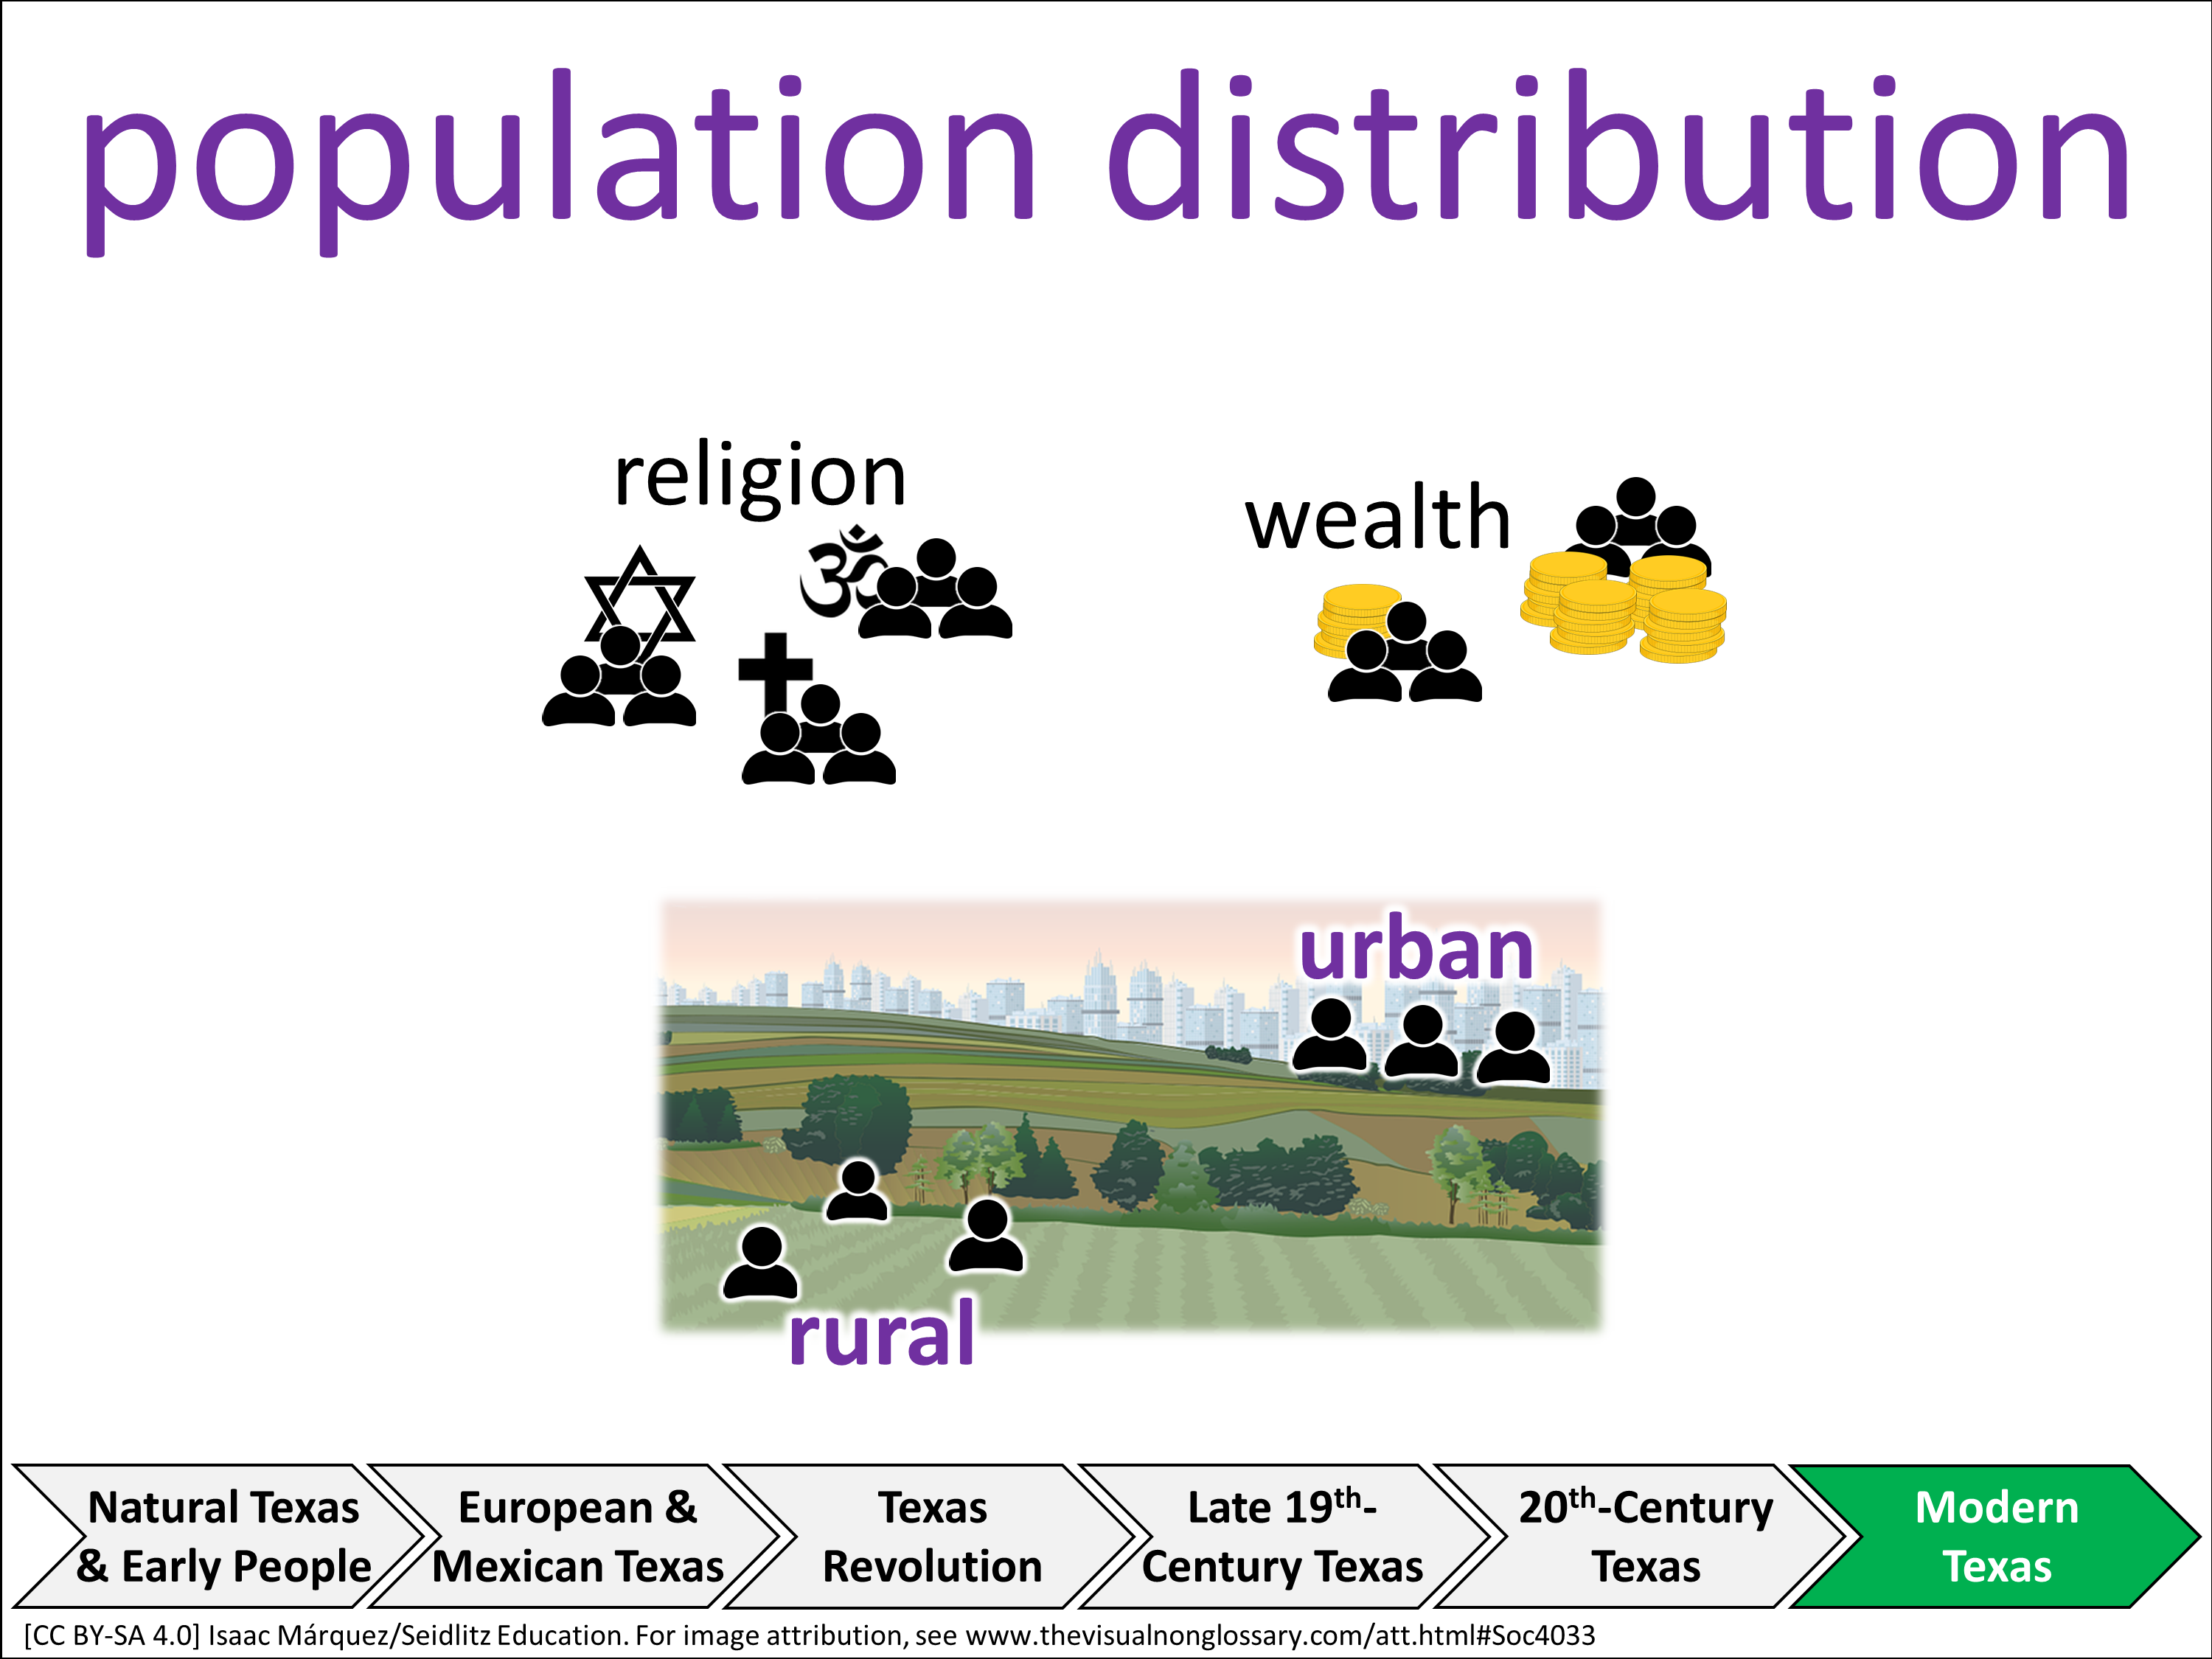 population distribution
religion
wealth
urban
rural
Natural Texas
& Early People
European &
Mexican Texas
Texas
Revolution
Late 19th-
Century Texas
20th-Century
Texas
Modern
Texas
[CC BY-SA 4.0] Isaac Márquez/Seidlitz Education. For image attribution, see www.thevisualnonglossary.com/att.html#Soc4033